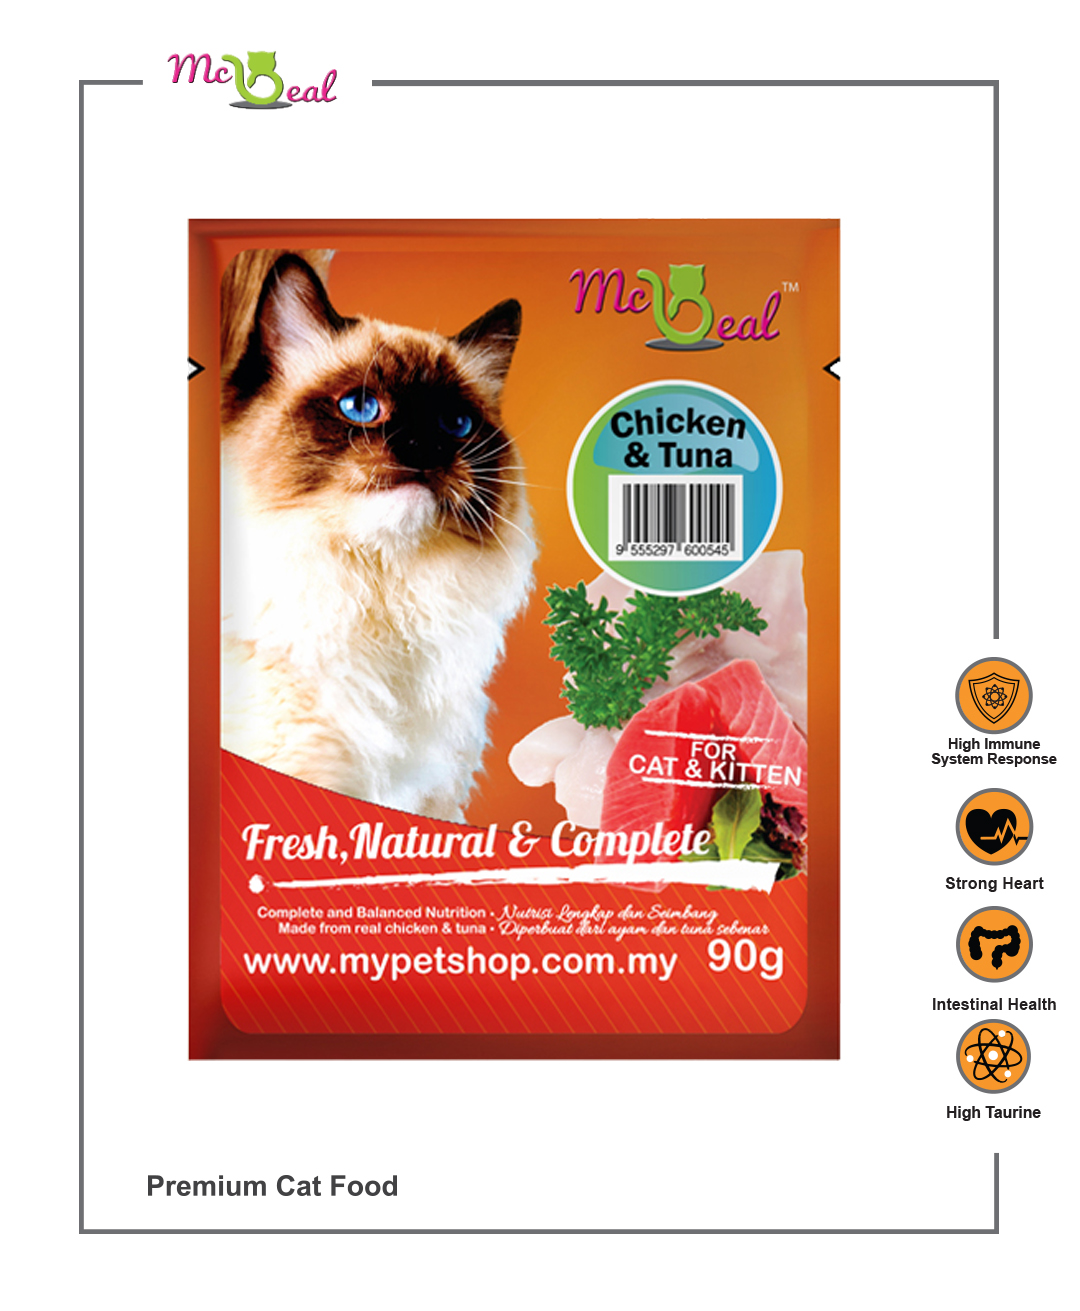 McBeal
McBeal™
Chicken
& Tuna
9 555297 600545
FOR
CAT & KITTEN
Fresh, Natural & Complete
Complete and Balanced Nutrition • Nutrisi Lengkap dan Seimbang
Made from real chicken & tuna • Diperbuat dari ayam dan tuna sebenar
www.mypetshop.com.my 90g
High Immune
System Response
Strong Heart
Intestinal Health
High Taurine
Premium Cat Food